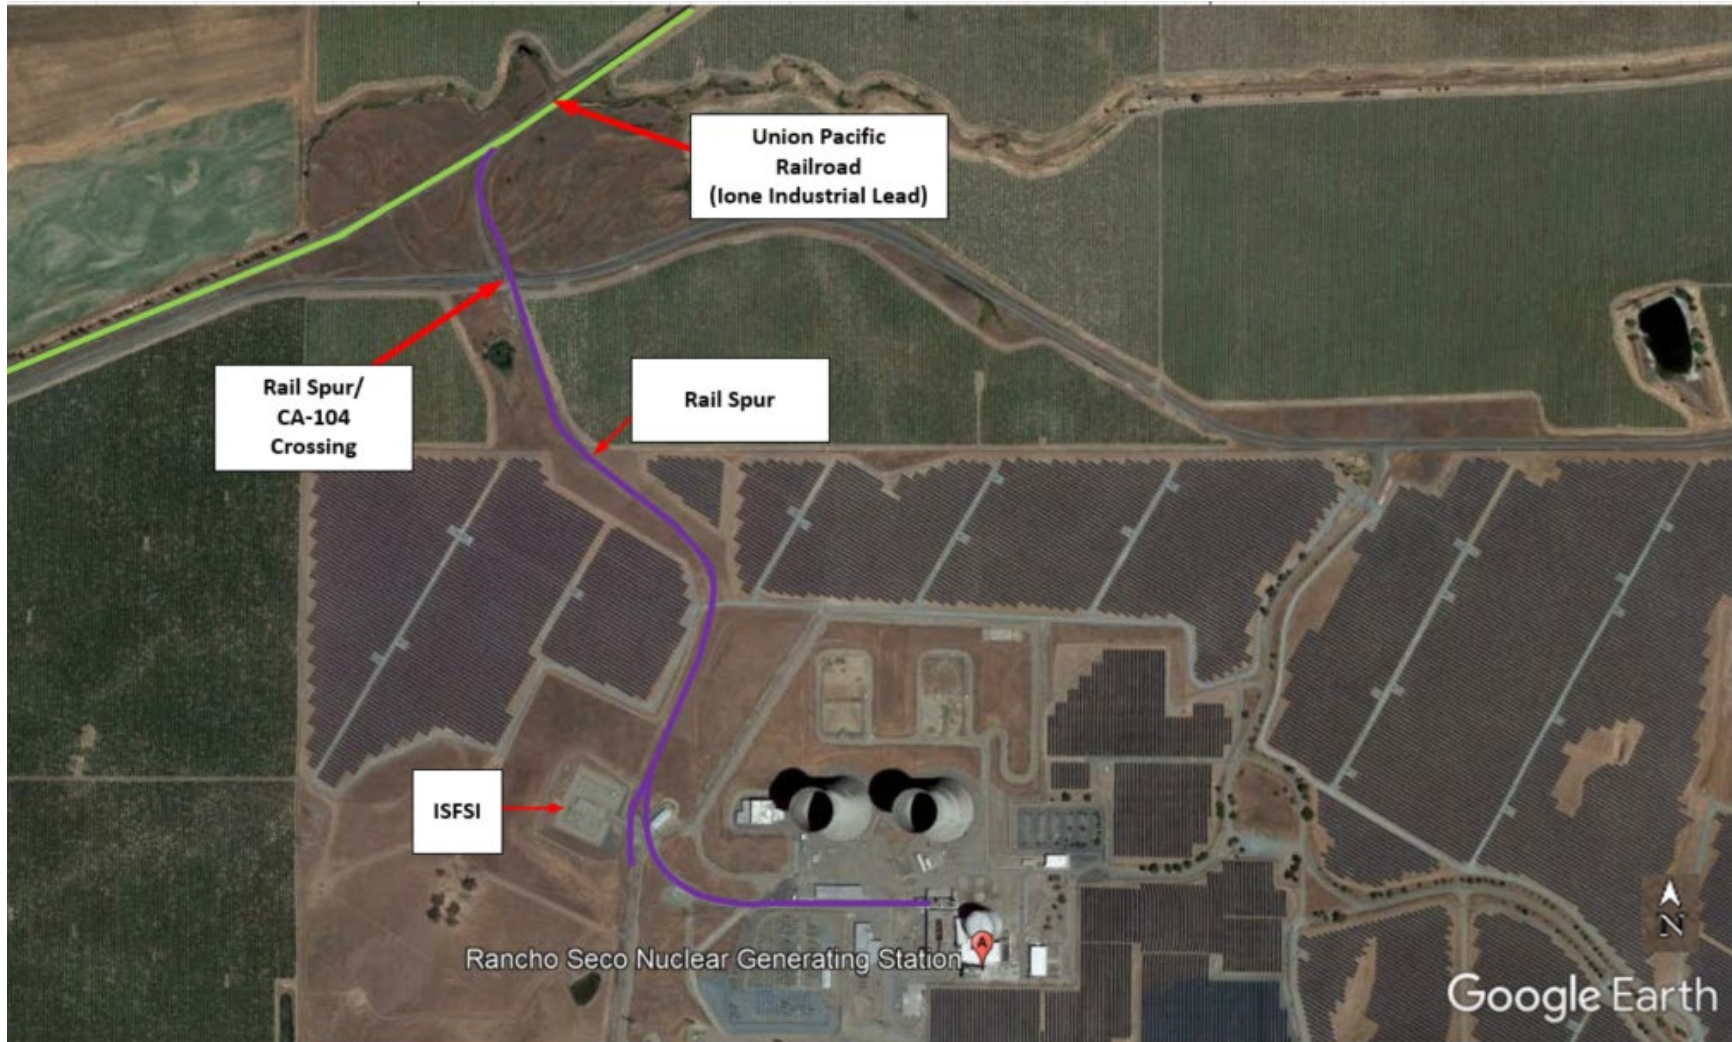 Union Pacific
Railroad
(Ione Industrial Lead)
Rail Spur/
CA-104
Crossing
Rail Spur
ISFSI
A
Rancho Seco Nuclear Generating Station
N
Google Earth